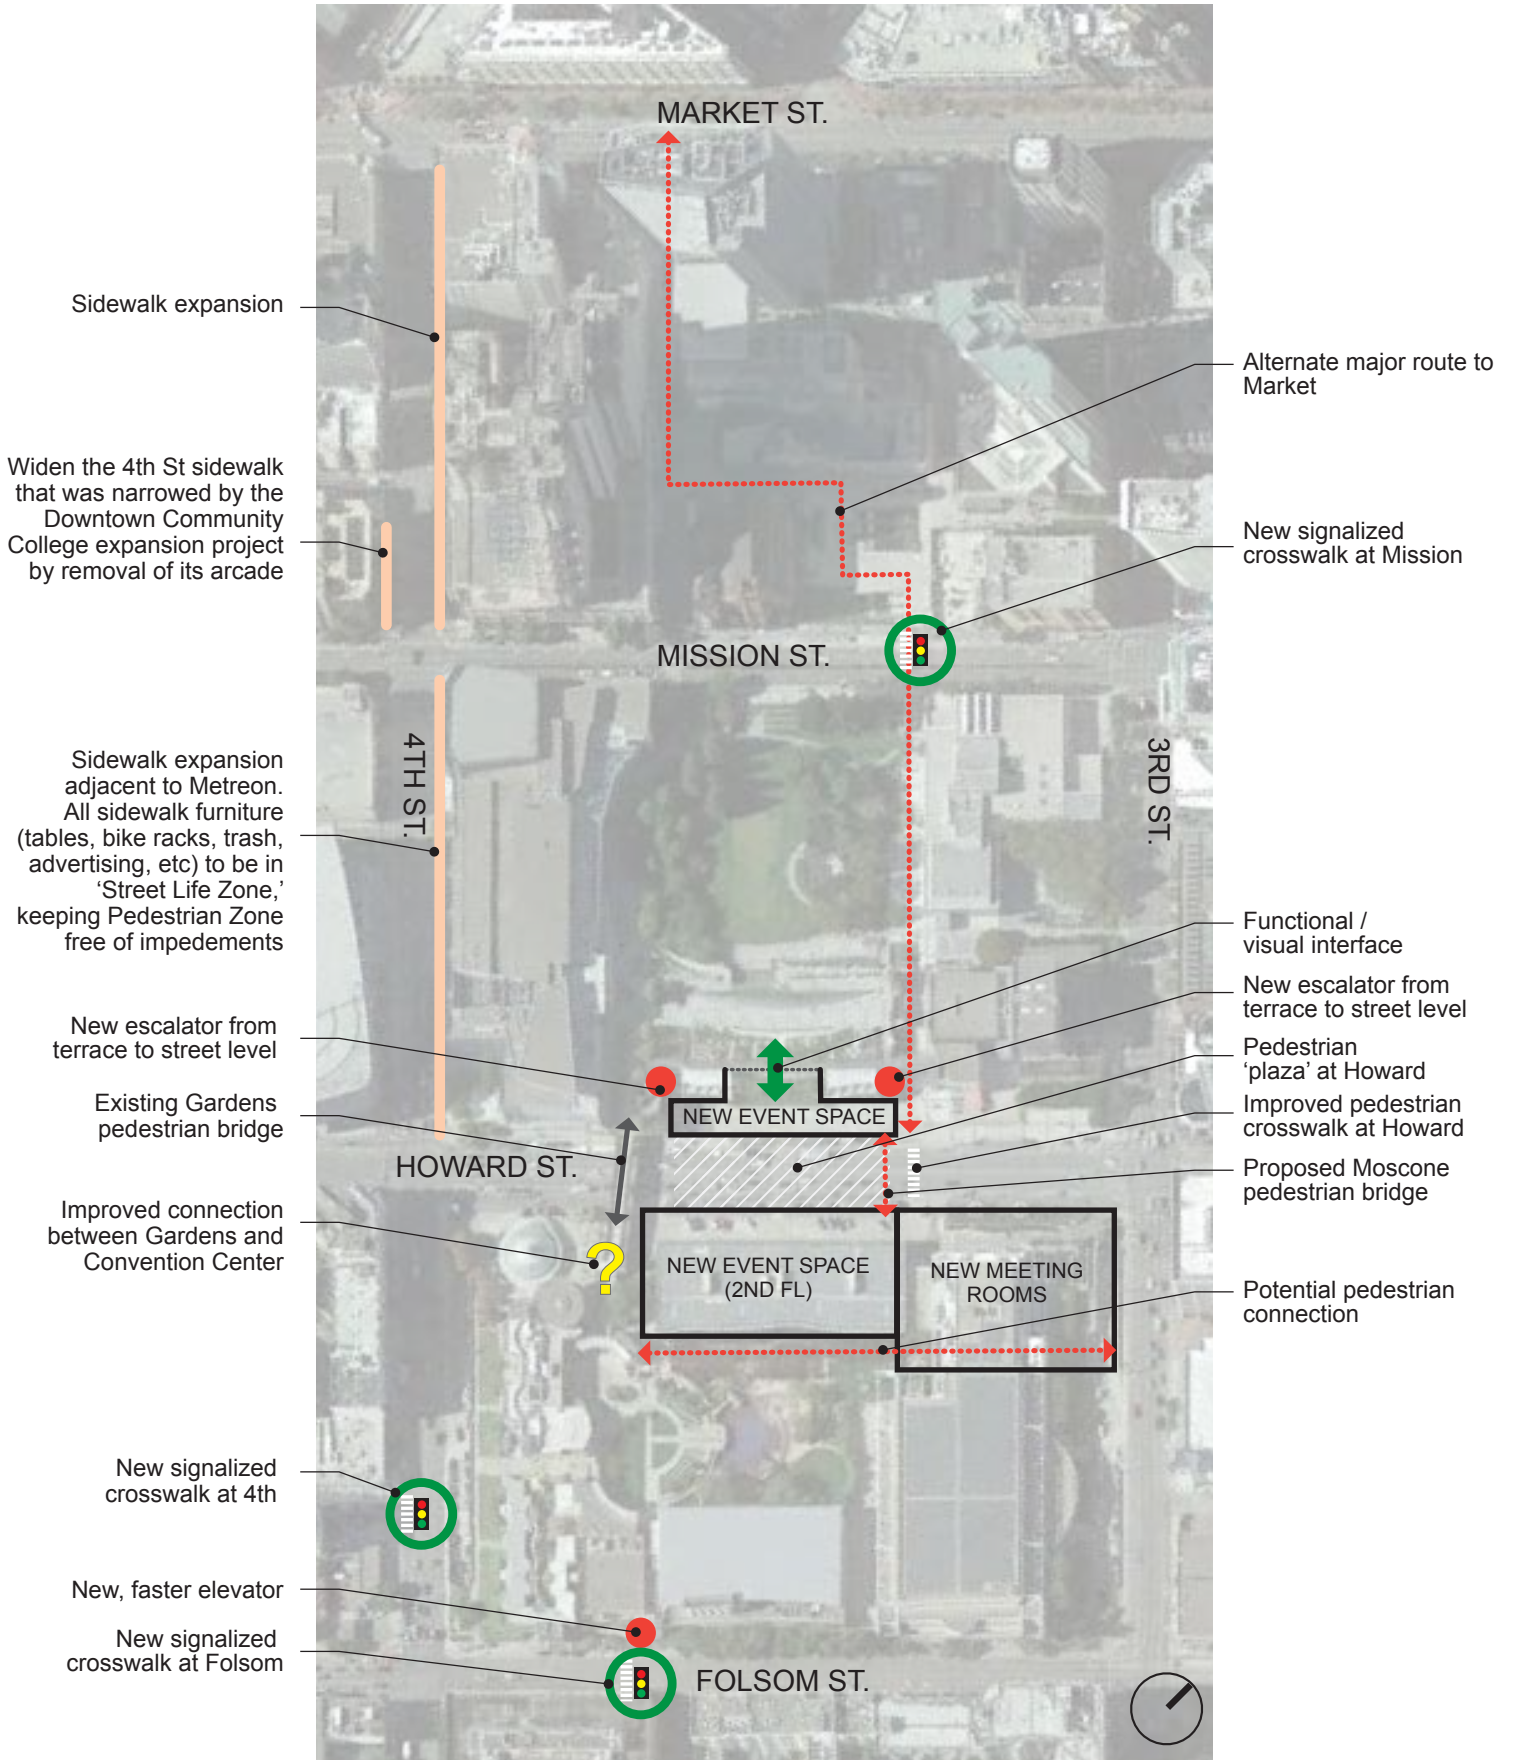 MARKET ST.
Sidewalk expansion
Alternate major route to
Market
Widen the 4th St sidewalk
that was narrowed by the
Downtown Community
College expansion project
by removal of its arcade
New signalized
crosswalk at Mission
MISSION ST.
4TH ST.
3RD ST.
Sidewalk expansion
adjacent to Metreon.
All sidewalk furniture
(tables, bike racks, trash,
advertising, etc) to be in
‘Street Life Zone,’
keeping Pedestrian Zone
free of impedements
Functional /
visual interface
New escalator from
terrace to street level
New escalator from
terrace to street level
Pedestrian
‘plaza’ at Howard
Existing Gardens
pedestrian bridge
NEW EVENT SPACE
Improved pedestrian
crosswalk at Howard
HOWARD ST.
Proposed Moscone
pedestrian bridge
Improved connection
between Gardens and
Convention Center
?
NEW EVENT SPACE
(2ND FL)
NEW MEETING
ROOMS
Potential pedestrian
connection
New signalized
crosswalk at 4th
New, faster elevator
New signalized
crosswalk at Folsom
FOLSOM ST.